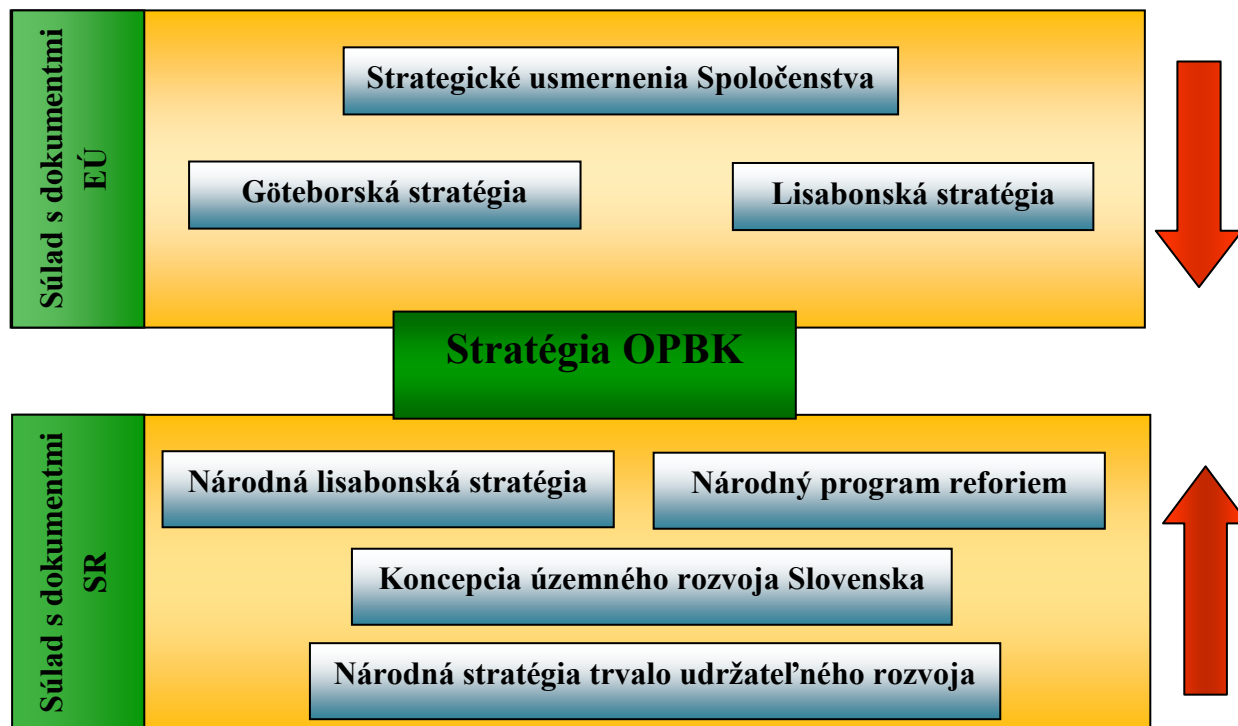 Súlad s dokumentmi
EÚ
Strategické usmernenia Spoločenstva
Göteborská stratégia
Lisabonská stratégia
Stratégia OPBK
Súlad s dokumentmi
SR
Národná lisabonská stratégia
Národný program reforiem
Koncepcia územného rozvoja Slovenska
Národná stratégia trvalo udržateľného rozvoja